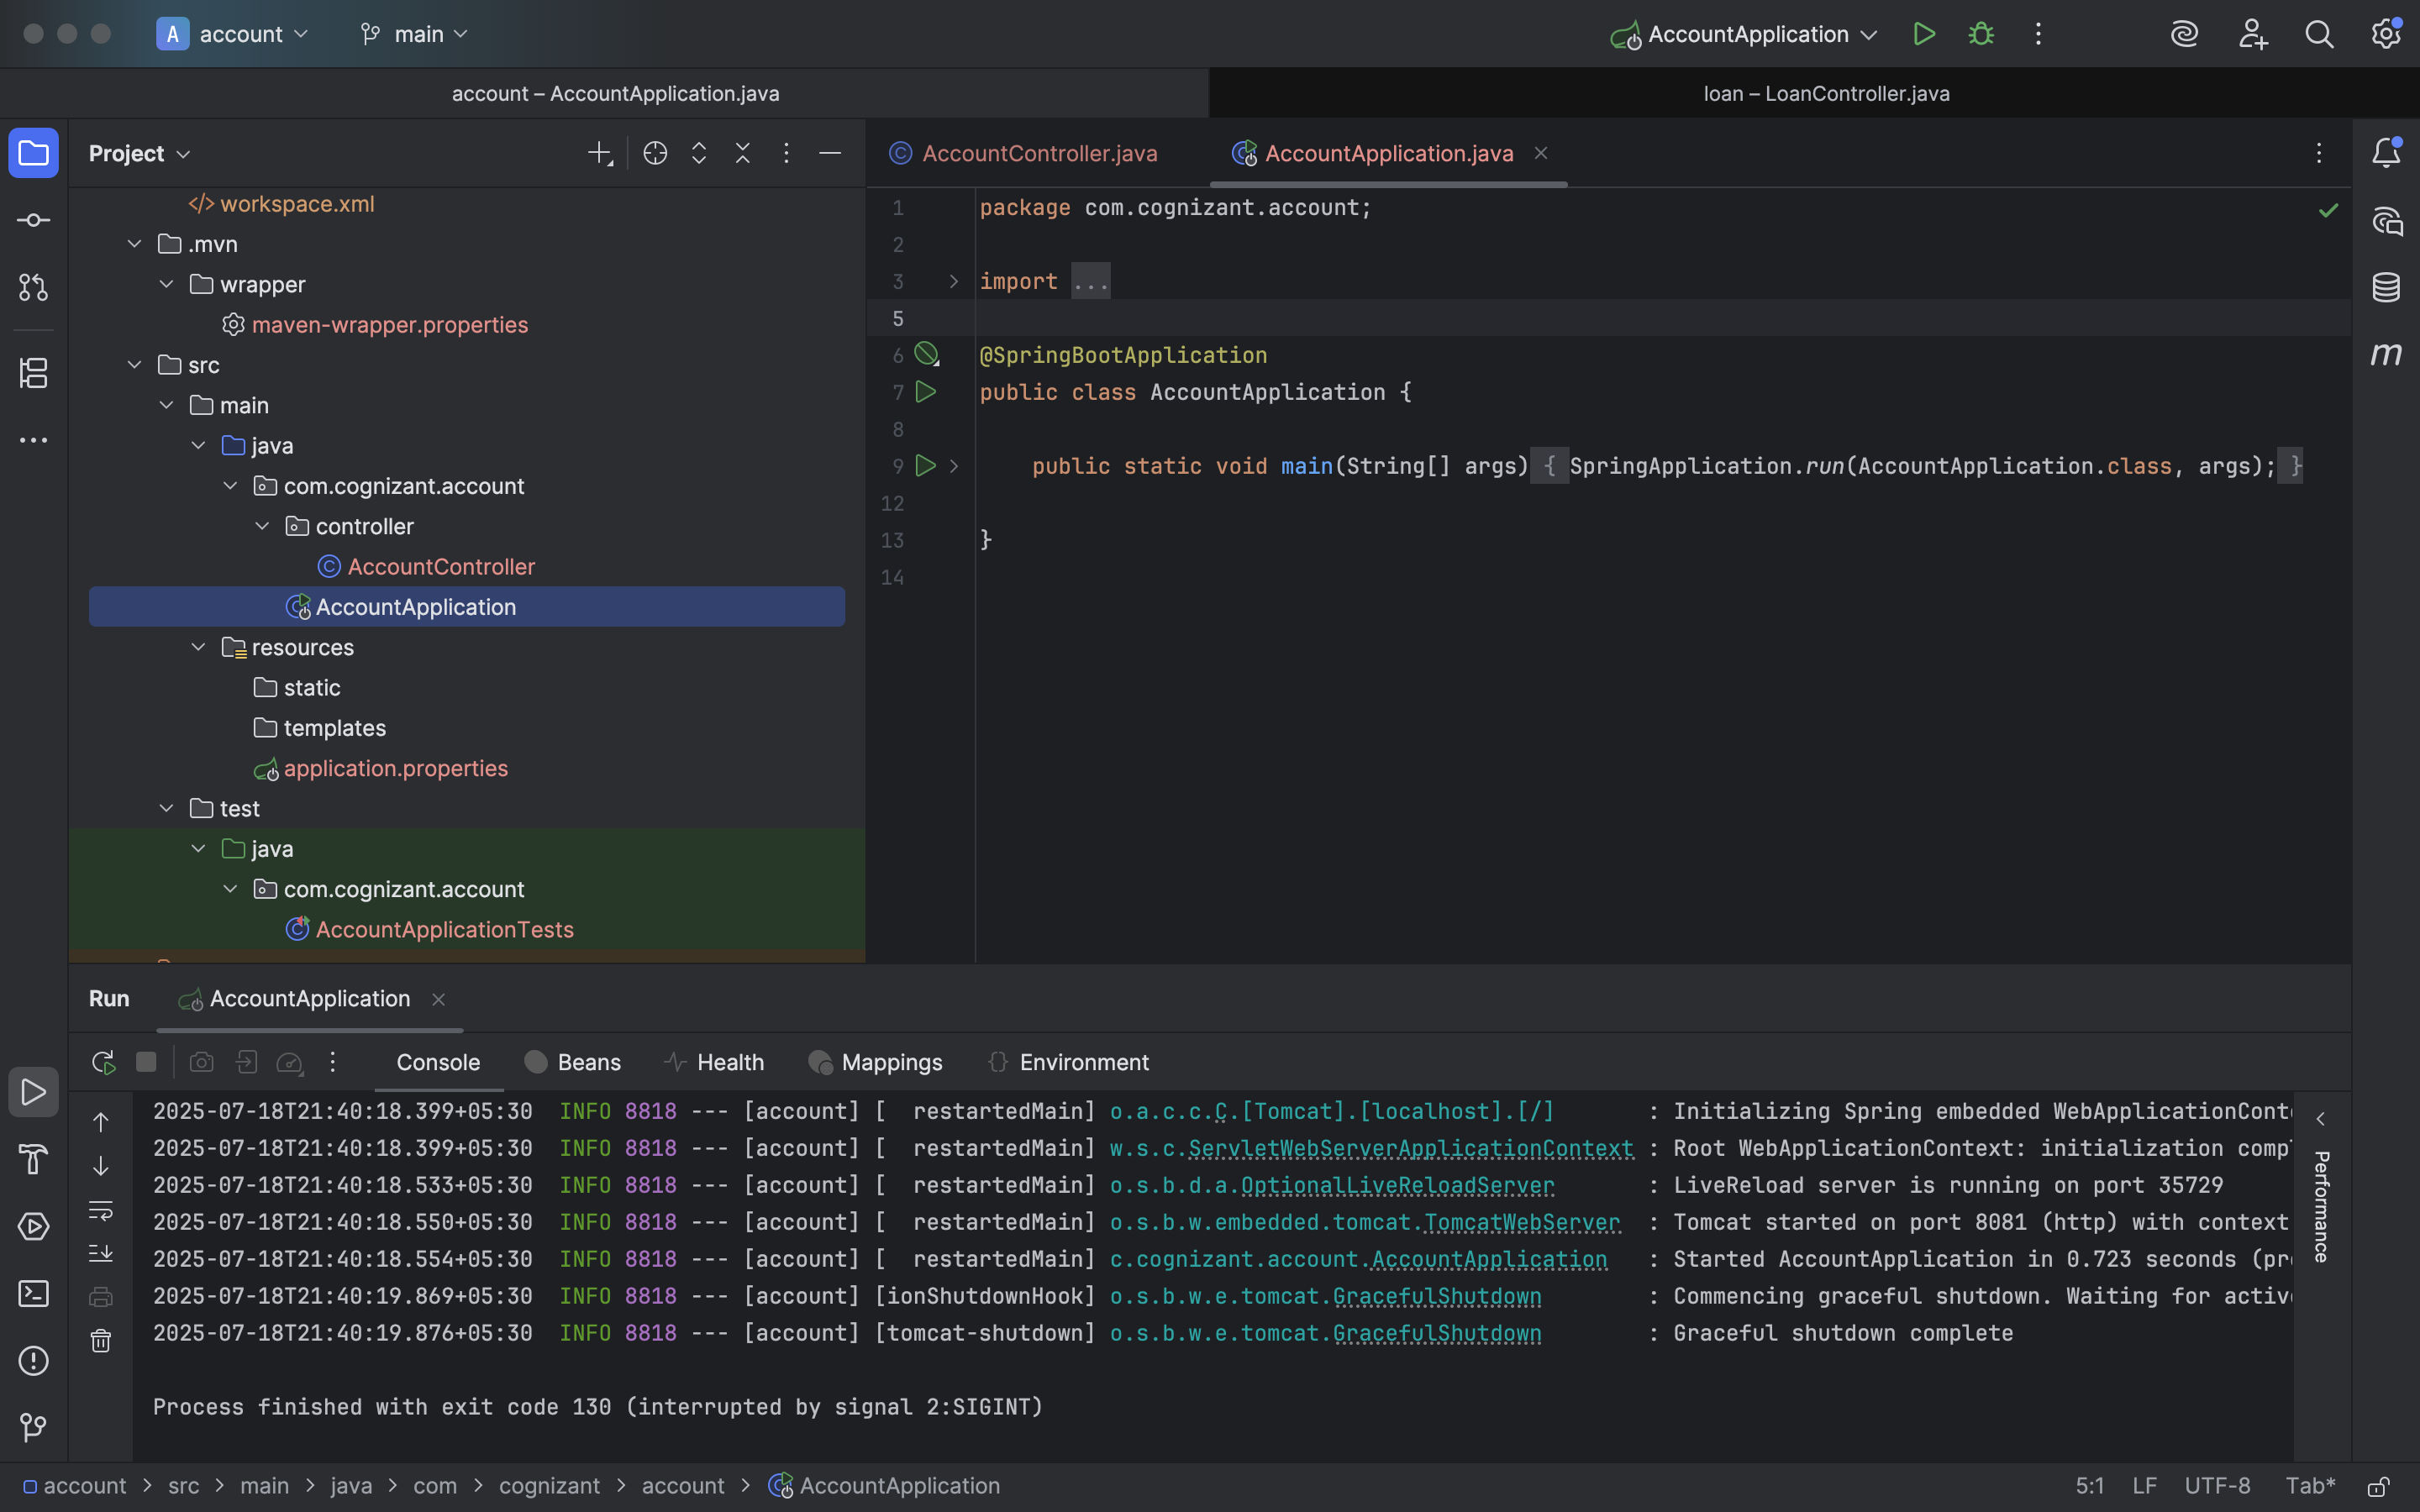 A account main AccountApplication
account – AccountApplication.java loan – LoanController.java
Project
</> workspace.xml
.mvn
wrapper
maven-wrapper.properties
src
main
java
com.cognizant.account
controller
AccountController
AccountApplication
resources
static
templates
application.properties
test
java
com.cognizant.account
AccountApplicationTests
AccountController.java AccountApplication.java
1 package com.cognizant.account;
2
3 import ...
5
6 @SpringBootApplication
7 public class AccountApplication {
8
9 public static void main(String[] args) { SpringApplication.run(AccountApplication.class, args); }
12
13 }
14
m
Run AccountApplication
Console Beans Health Mappings Environment
2025-07-18T21:40:18.399+05:30 INFO 8818 --- [account] [ restartedMain] o.a.c.c.C.[Tomcat].[localhost].[/] : Initializing Spring embedded WebApplicationCont
2025-07-18T21:40:18.399+05:30 INFO 8818 --- [account] [ restartedMain] w.s.c.ServletWebServerApplicationContext : Root WebApplicationContext: initialization comp
2025-07-18T21:40:18.533+05:30 INFO 8818 --- [account] [ restartedMain] o.s.b.d.a.OptionalLiveReloadServer : LiveReload server is running on port 35729
2025-07-18T21:40:18.550+05:30 INFO 8818 --- [account] [ restartedMain] o.s.b.w.embedded.tomcat.TomcatWebServer : Tomcat started on port 8081 (http) with context
2025-07-18T21:40:18.554+05:30 INFO 8818 --- [account] [ restartedMain] c.cognizant.account.AccountApplication : Started AccountApplication in 0.723 seconds (pr
2025-07-18T21:40:19.869+05:30 INFO 8818 --- [account] [ionShutdownHook] o.s.b.w.e.tomcat.GracefulShutdown : Commencing graceful shutdown. Waiting for activ
2025-07-18T21:40:19.876+05:30 INFO 8818 --- [account] [tomcat-shutdown] o.s.b.w.e.tomcat.GracefulShutdown : Graceful shutdown complete
Process finished with exit code 130 (interrupted by signal 2:SIGINT)
Performance
account > src > main > java > com > cognizant > account > AccountApplication 5:1 LF UTF-8 Tab*